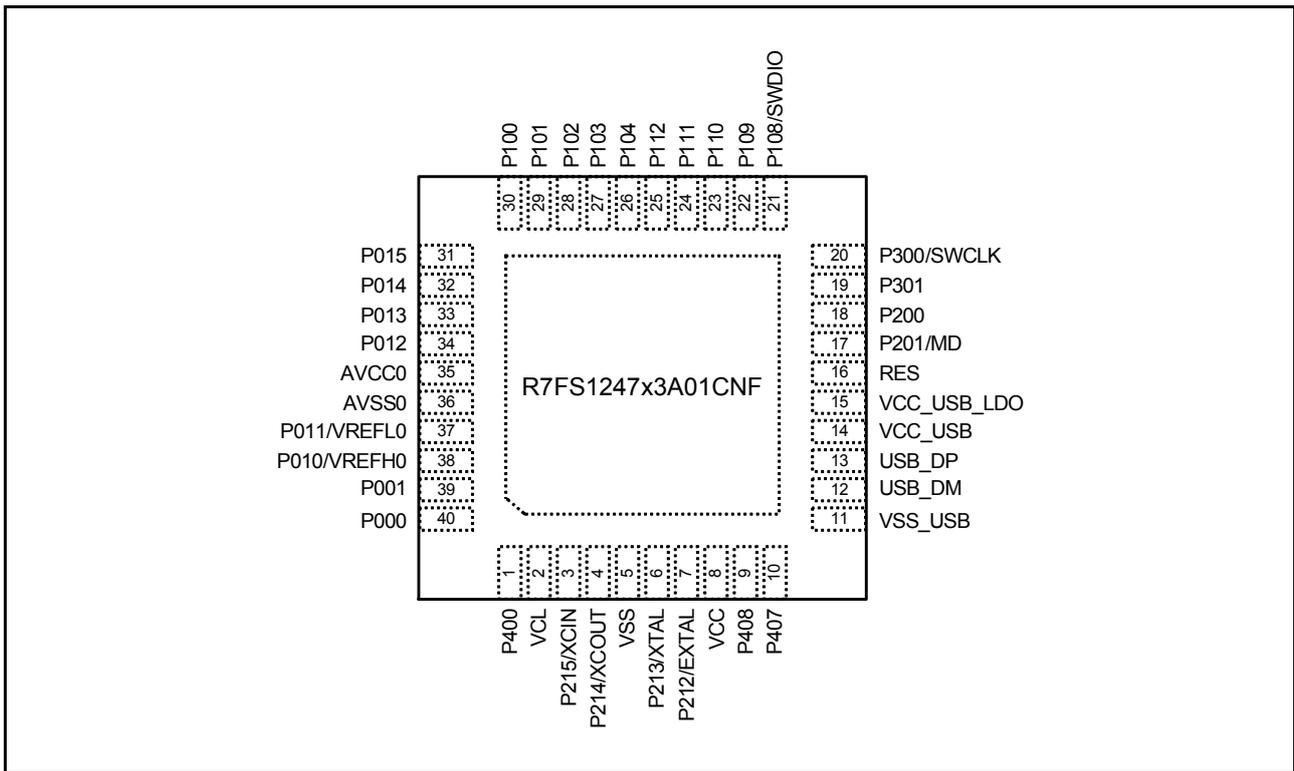 P100
P101
P102
P103
P104
P112
P111
P110
P109
P108/SWDIO
30
29
28
27
26
25
24
23
22
21
P015 31
P014 32
P013 33
P012 34
AVCC0 35
AVSS0 36
P011/VREFL0 37
P010/VREFH0 38
P001 39
P000 40
R7FS1247x3A01CNF
20 P300/SWCLK
19 P301
18 P200
17 P201/MD
16 RES
15 VCC_USB_LDO
14 VCC_USB
13 USB_DP
12 USB_DM
11 VSS_USB
1
2
3
4
5
6
7
8
9
10
P400
VCL
P215/XCIN
P214/XCOUT
VSS
P213/XTAL
P212/EXTAL
VCC
P408
P407